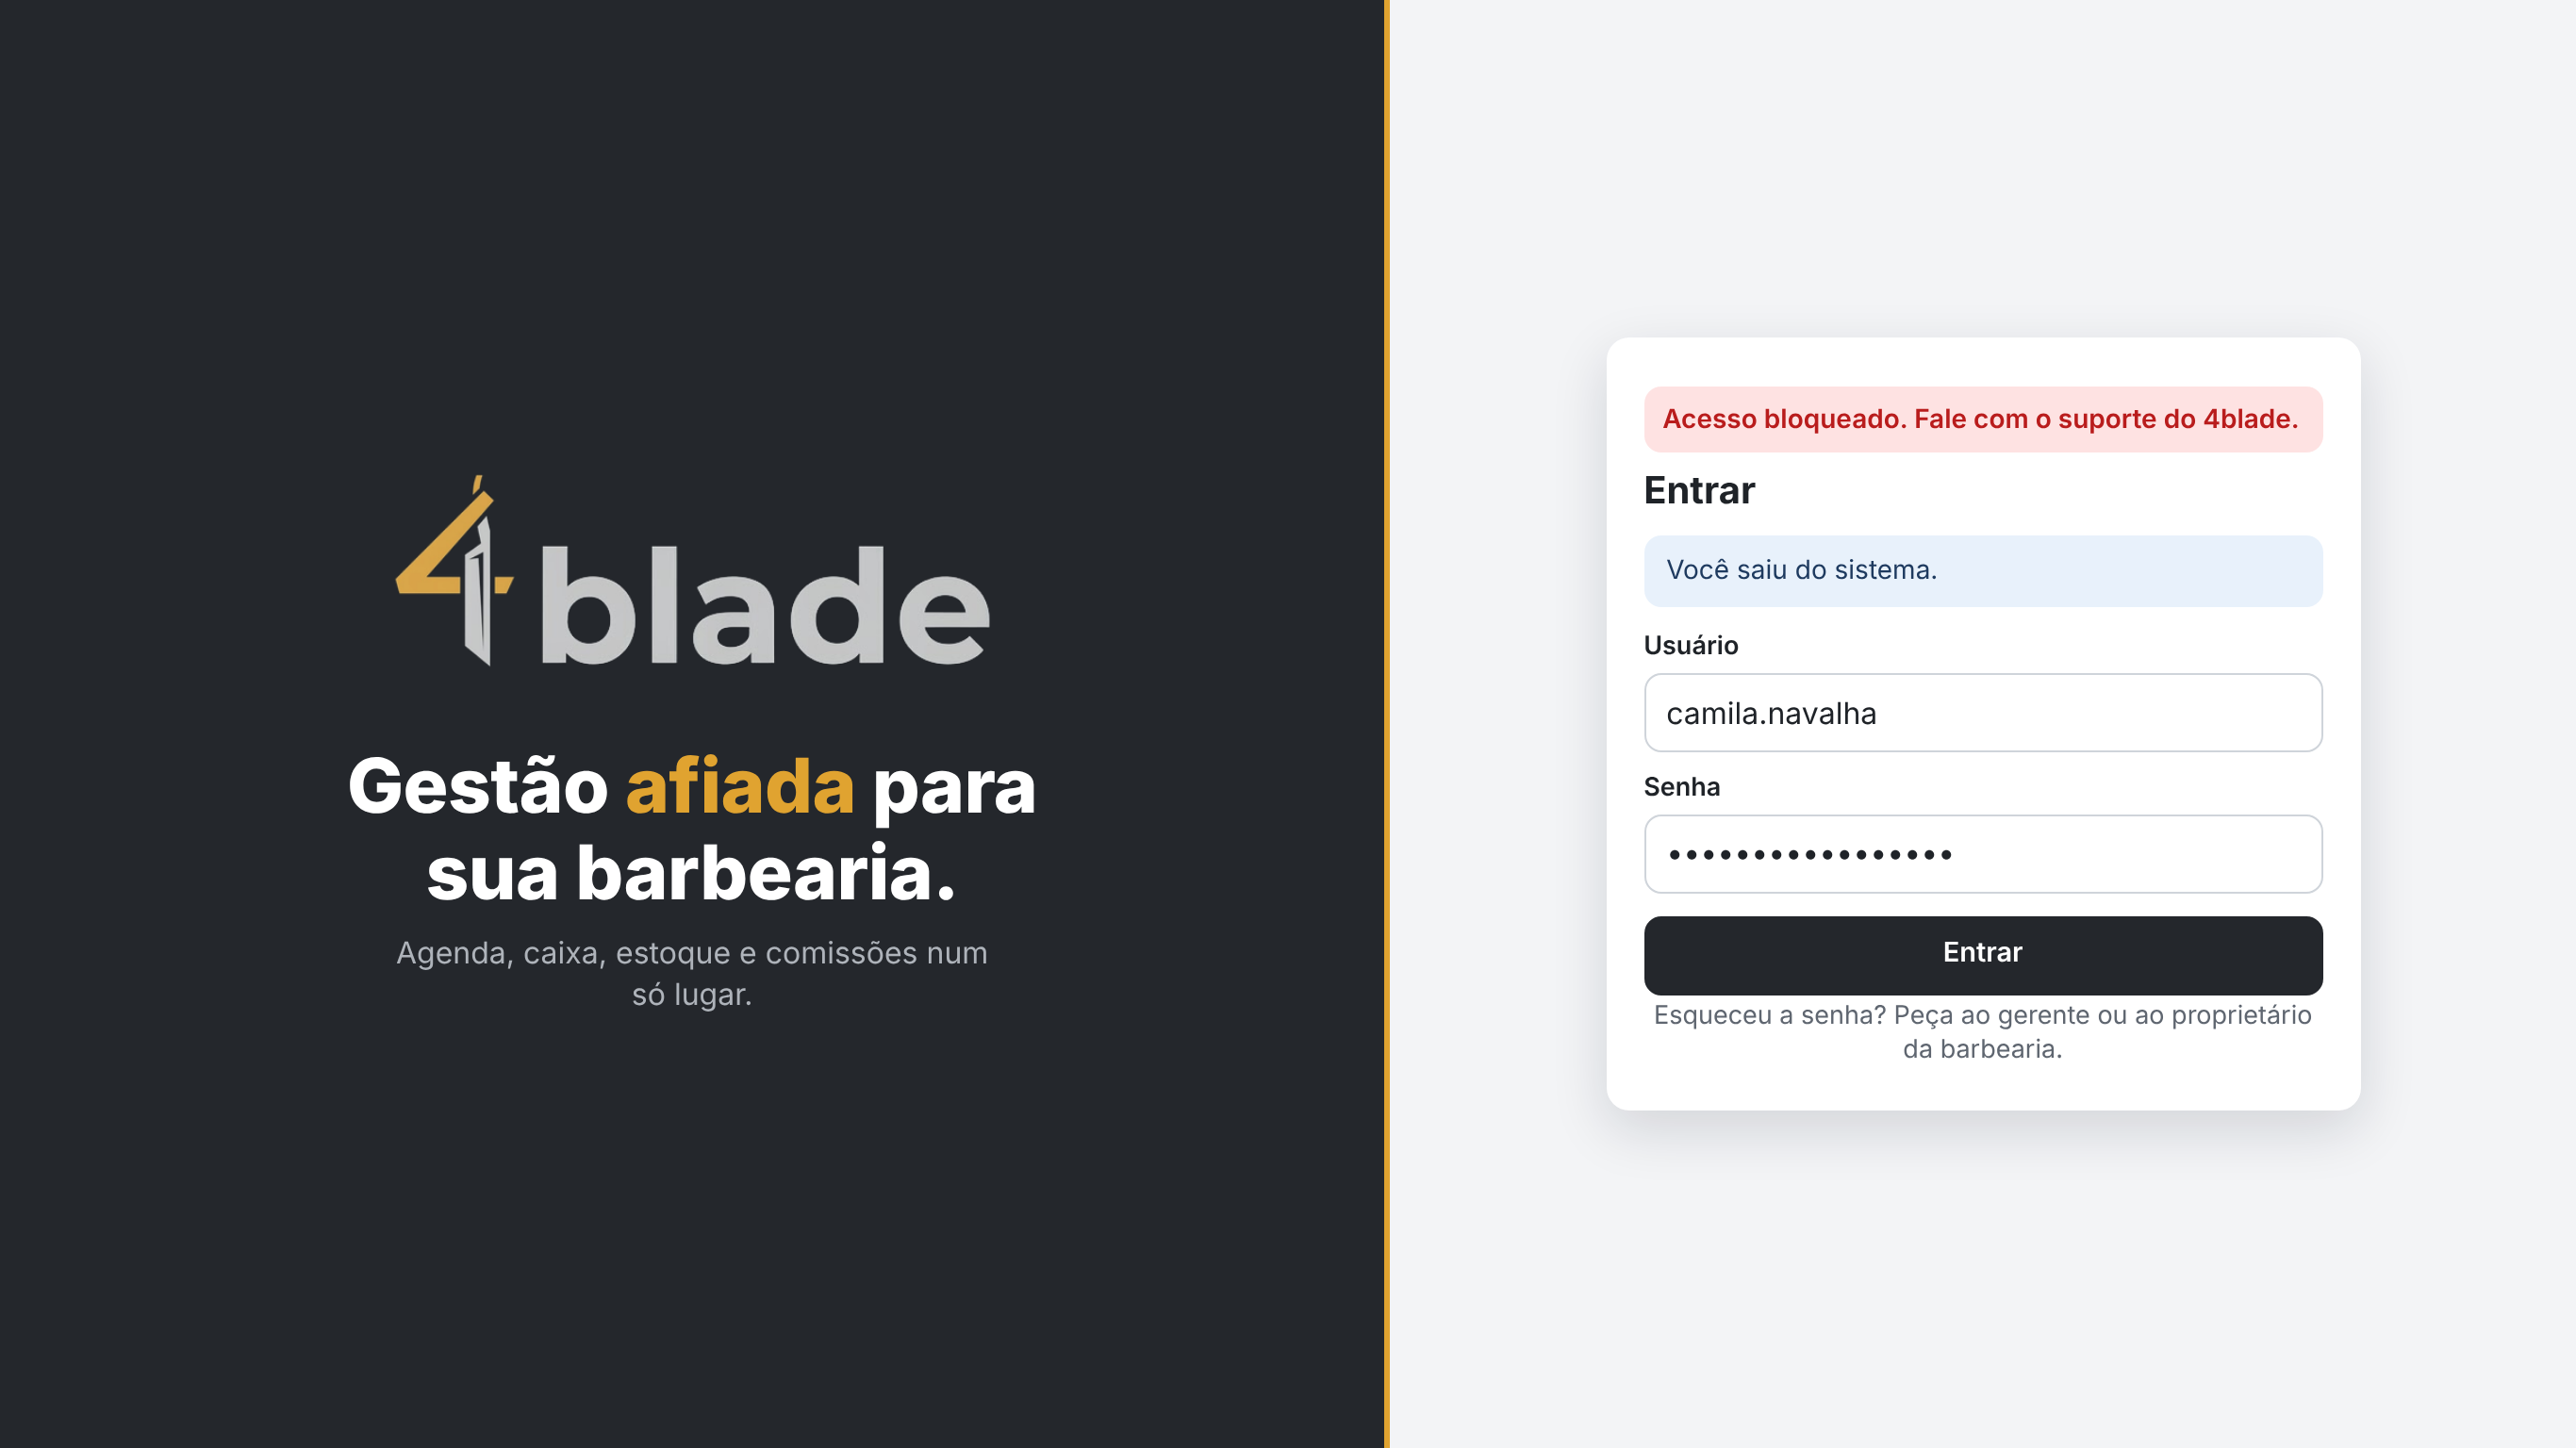 4blade
Gestão afiada para
sua barbearia.
Agenda, caixa, estoque e comissões num
só lugar.
Acesso bloqueado. Fale com o suporte do 4blade.
Entrar
Você saiu do sistema.
Usuário
camila.navalha
Senha
•••••••••••••••••
Entrar
Esqueceu a senha? Peça ao gerente ou ao proprietário
da barbearia.